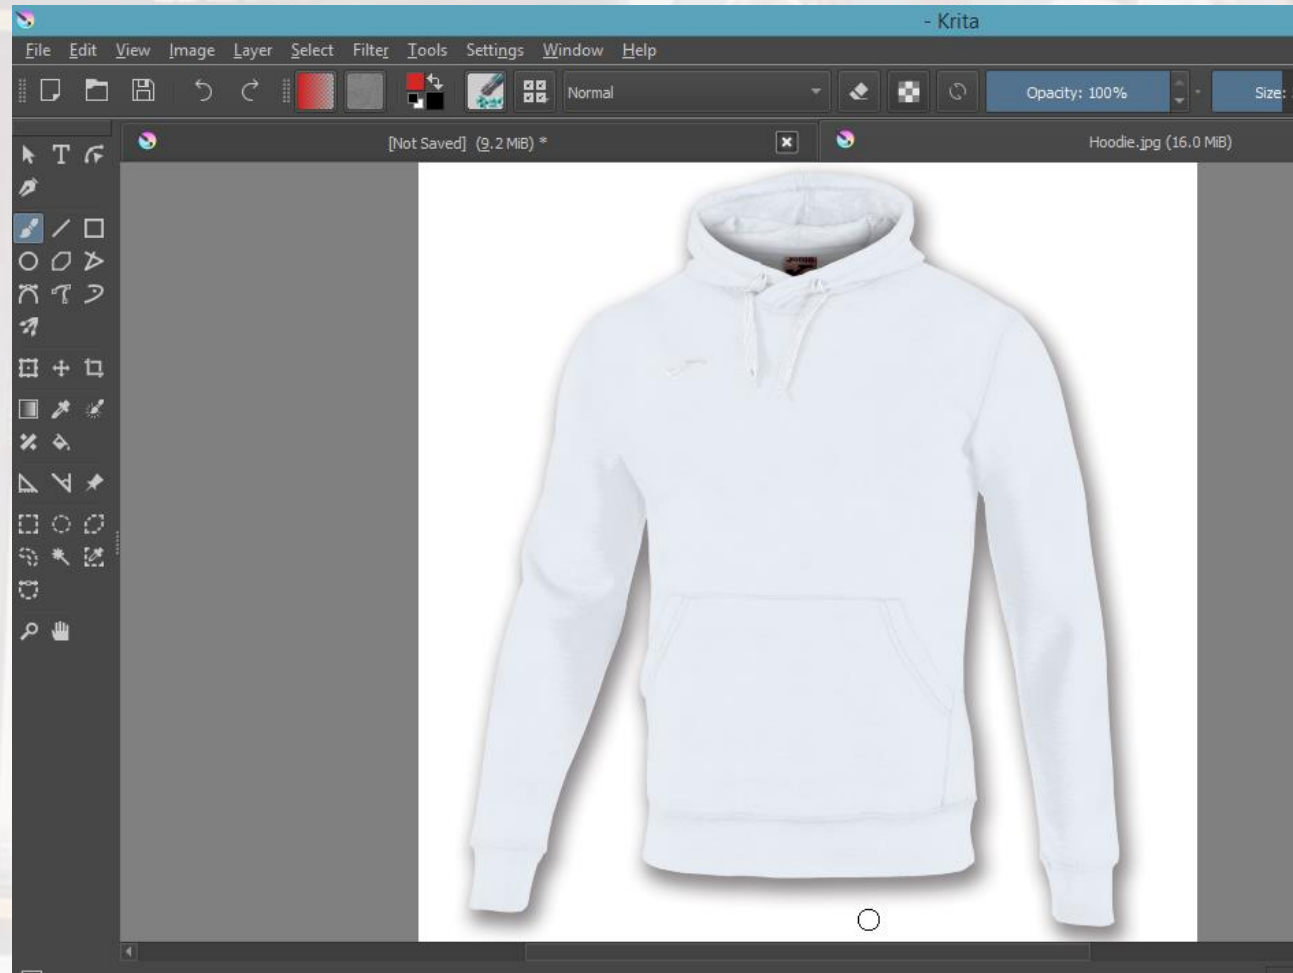 - Krita
File Edit View Image Layer Select Filter Tools Settings Window Help
Normal
Opacity: 100%
Size:
[Not Saved] (9.2 MiB) *
Hoodie.jpg (16.0 MiB)
Joma